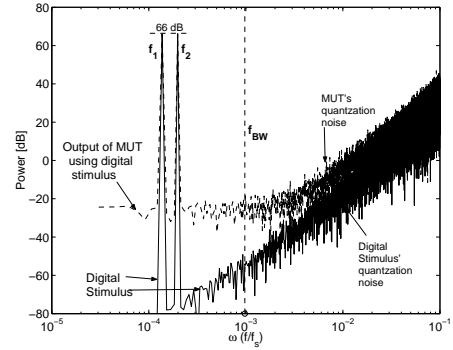 80
60
40
20
0
−20
−40
−60
−80
Power [dB]
66 dB
f1
f2
fBW
MUT's
quantzation
noise
Output of MUT
using digital
stimulus
Digital
Stimulus
Digital
Stimulus'
quantzation
noise
10−5
10−4
10−3
10−2
10−1
ω (f/fs)